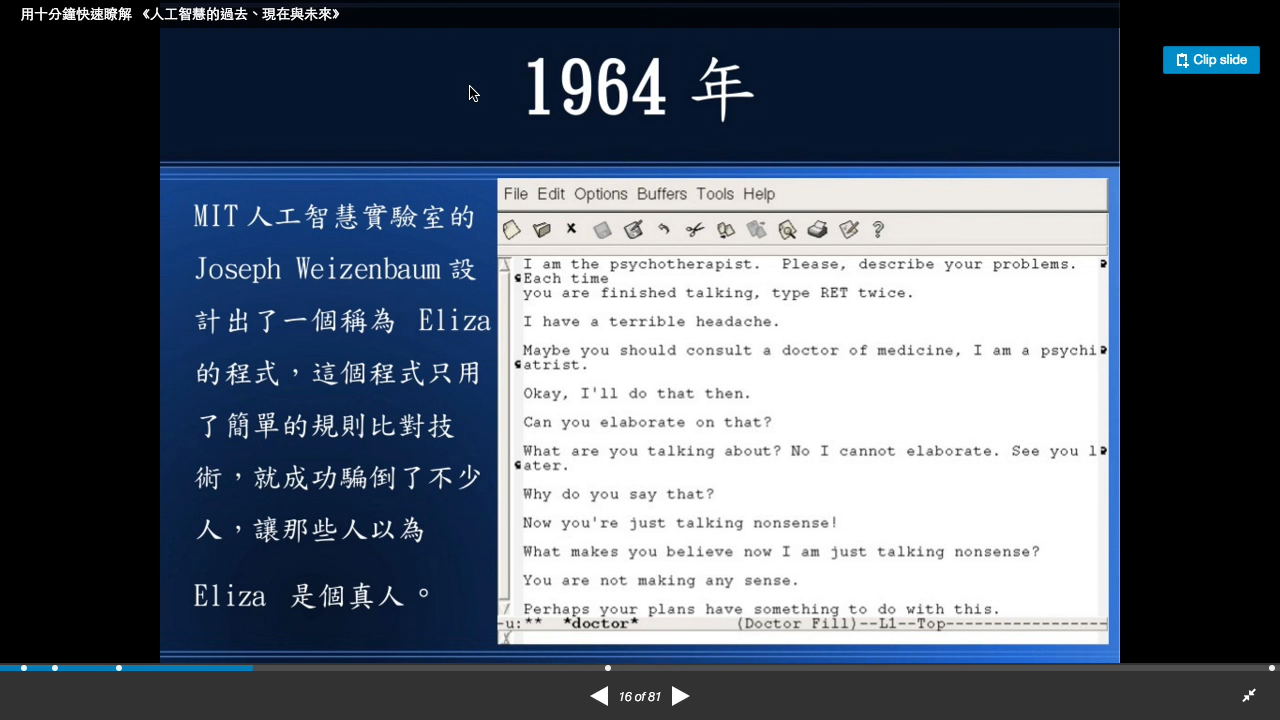 用十分鐘快速瞭解 《人工智慧的過去、現在與未來》
Clip slide
1964 年
MIT 人工智慧實驗室的
Joseph Weizenbaum 設
計出了一個稱為 Eliza
的程式，這個程式只用
了簡單的規則比對技
術，就成功騙倒了不少
人，讓那些人以為
Eliza 是個真人。
File Edit Options Buffers Tools Help
I am the psychotherapist. Please, describe your problems.
Each time
you are finished talking, type RET twice.
I have a terrible headache.
Maybe you should consult a doctor of medicine, I am a psychi
atrist.
Okay, I'll do that then.
Can you elaborate on that?
What are you talking about? No I cannot elaborate. See you l
ater.
Why do you say that?
Now you're just talking nonsense!
What makes you believe now I am just talking nonsense?
You are not making any sense.
Perhaps your plans have something to do with this.
-u:** *doctor* (Doctor Fill)--L1--Top-----------------
16 of 81